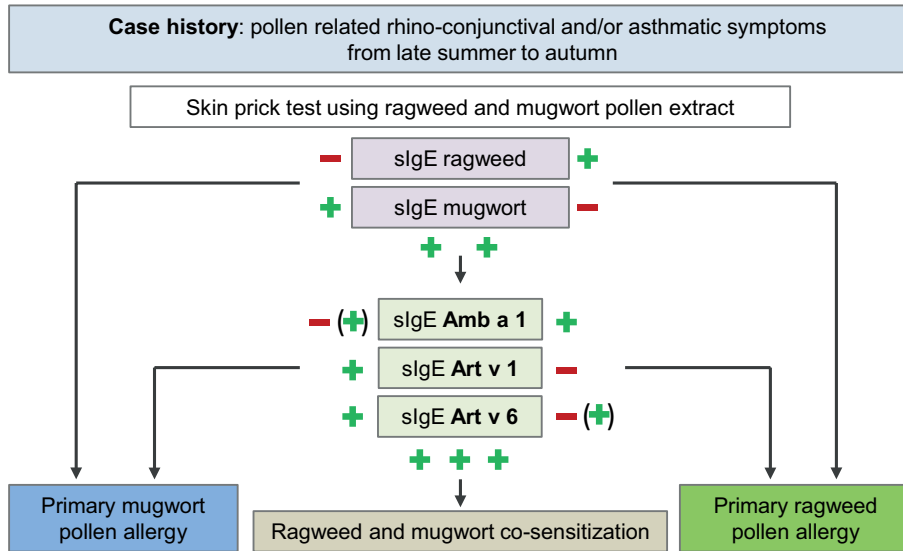 Case history: pollen related rhino-conjunctival and/or asthmatic symptoms
from late summer to autumn
Skin prick test using ragweed and mugwort pollen extract
− sIgE ragweed +
+ sIgE mugwort −
+ +
− (+) sIgE Amb a 1 +
+ sIgE Art v 1 −
+ sIgE Art v 6 − (+)
+ + +
Primary mugwort
pollen allergy
Ragweed and mugwort co-sensitization
Primary ragweed
pollen allergy